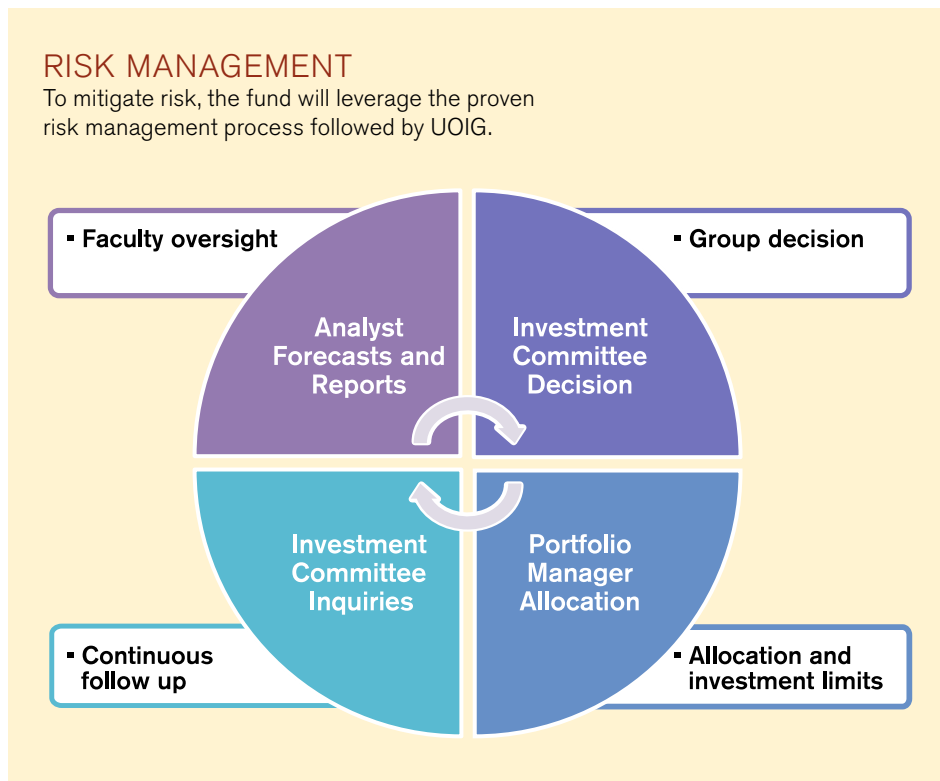 RISK MANAGEMENT
To mitigate risk, the fund will leverage the proven
risk management process followed by UOIG.
▪ Faculty oversight
▪ Group decision
Analyst
Forecasts and
Reports
Investment
Committee
Decision
Investment
Committee
Inquiries
Portfolio
Manager
Allocation
▪ Continuous
follow up
▪ Allocation and
investment limits